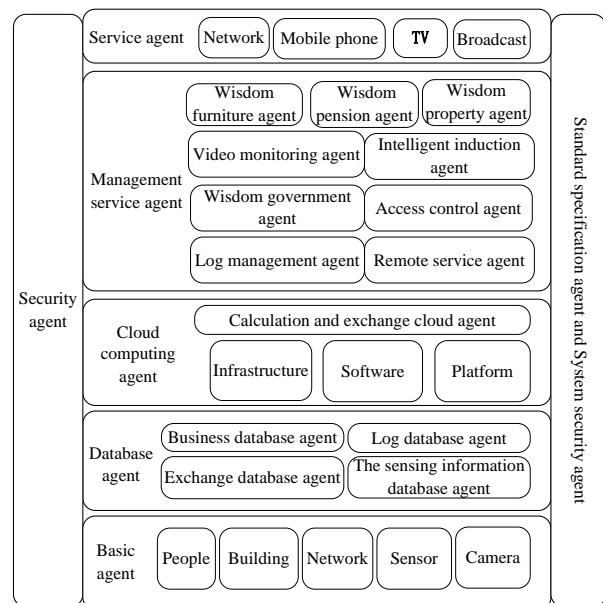 Service agent
Network
Mobile phone
TV
Broadcast
Management
service agent
Wisdom
furniture agent
Wisdom
pension agent
Wisdom
property agent
Video monitoring agent
Intelligent induction
agent
Wisdom government
agent
Access control agent
Log management agent
Remote service agent
Security
agent
Cloud
computing
agent
Calculation and exchange cloud agent
Infrastructure
Software
Platform
Database
agent
Business database agent
Log database agent
Exchange database agent
The sensing information
database agent
Basic
agent
People
Building
Network
Sensor
Camera
Standard specification agent and System security agent